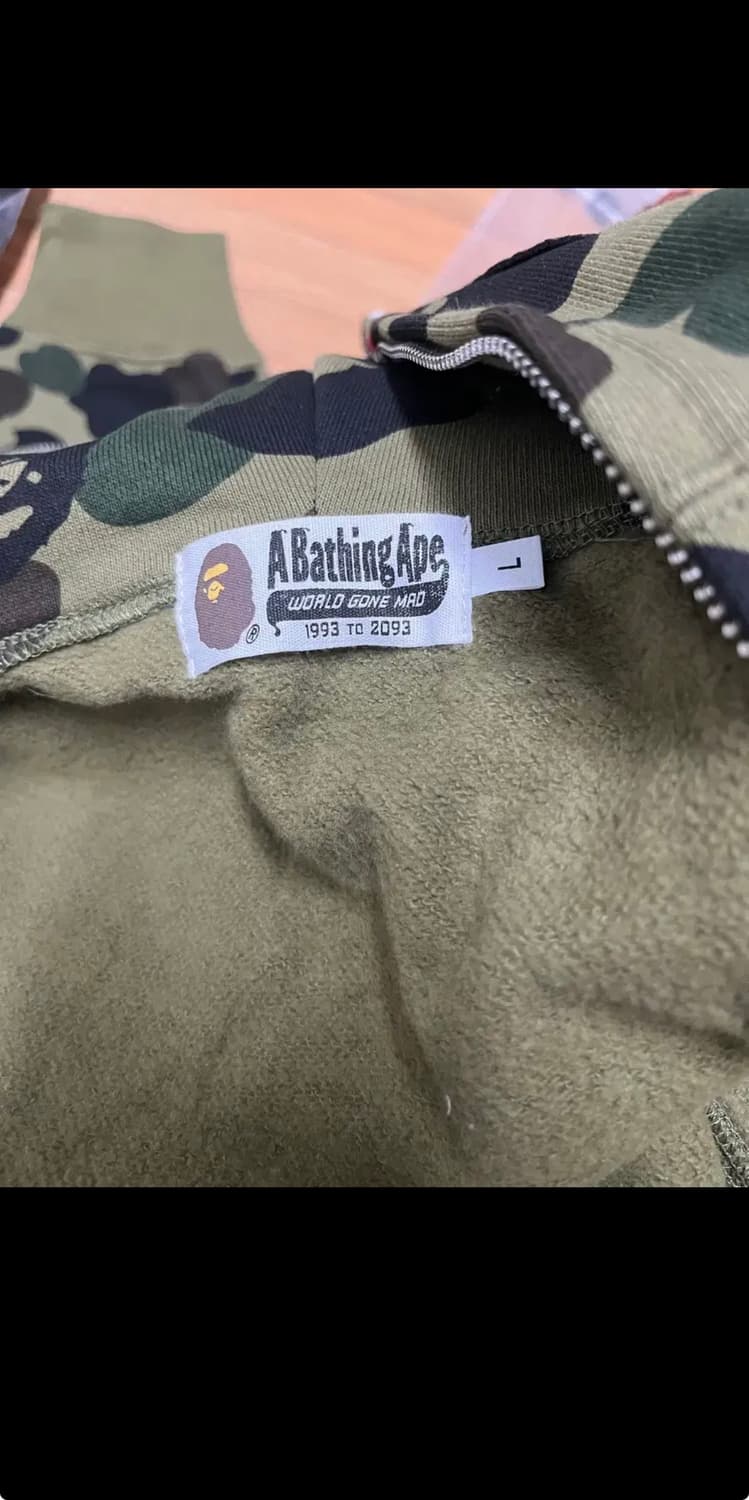 A Bathing Ape
WORLD GONE MAD
1993 TO 2093
®
L